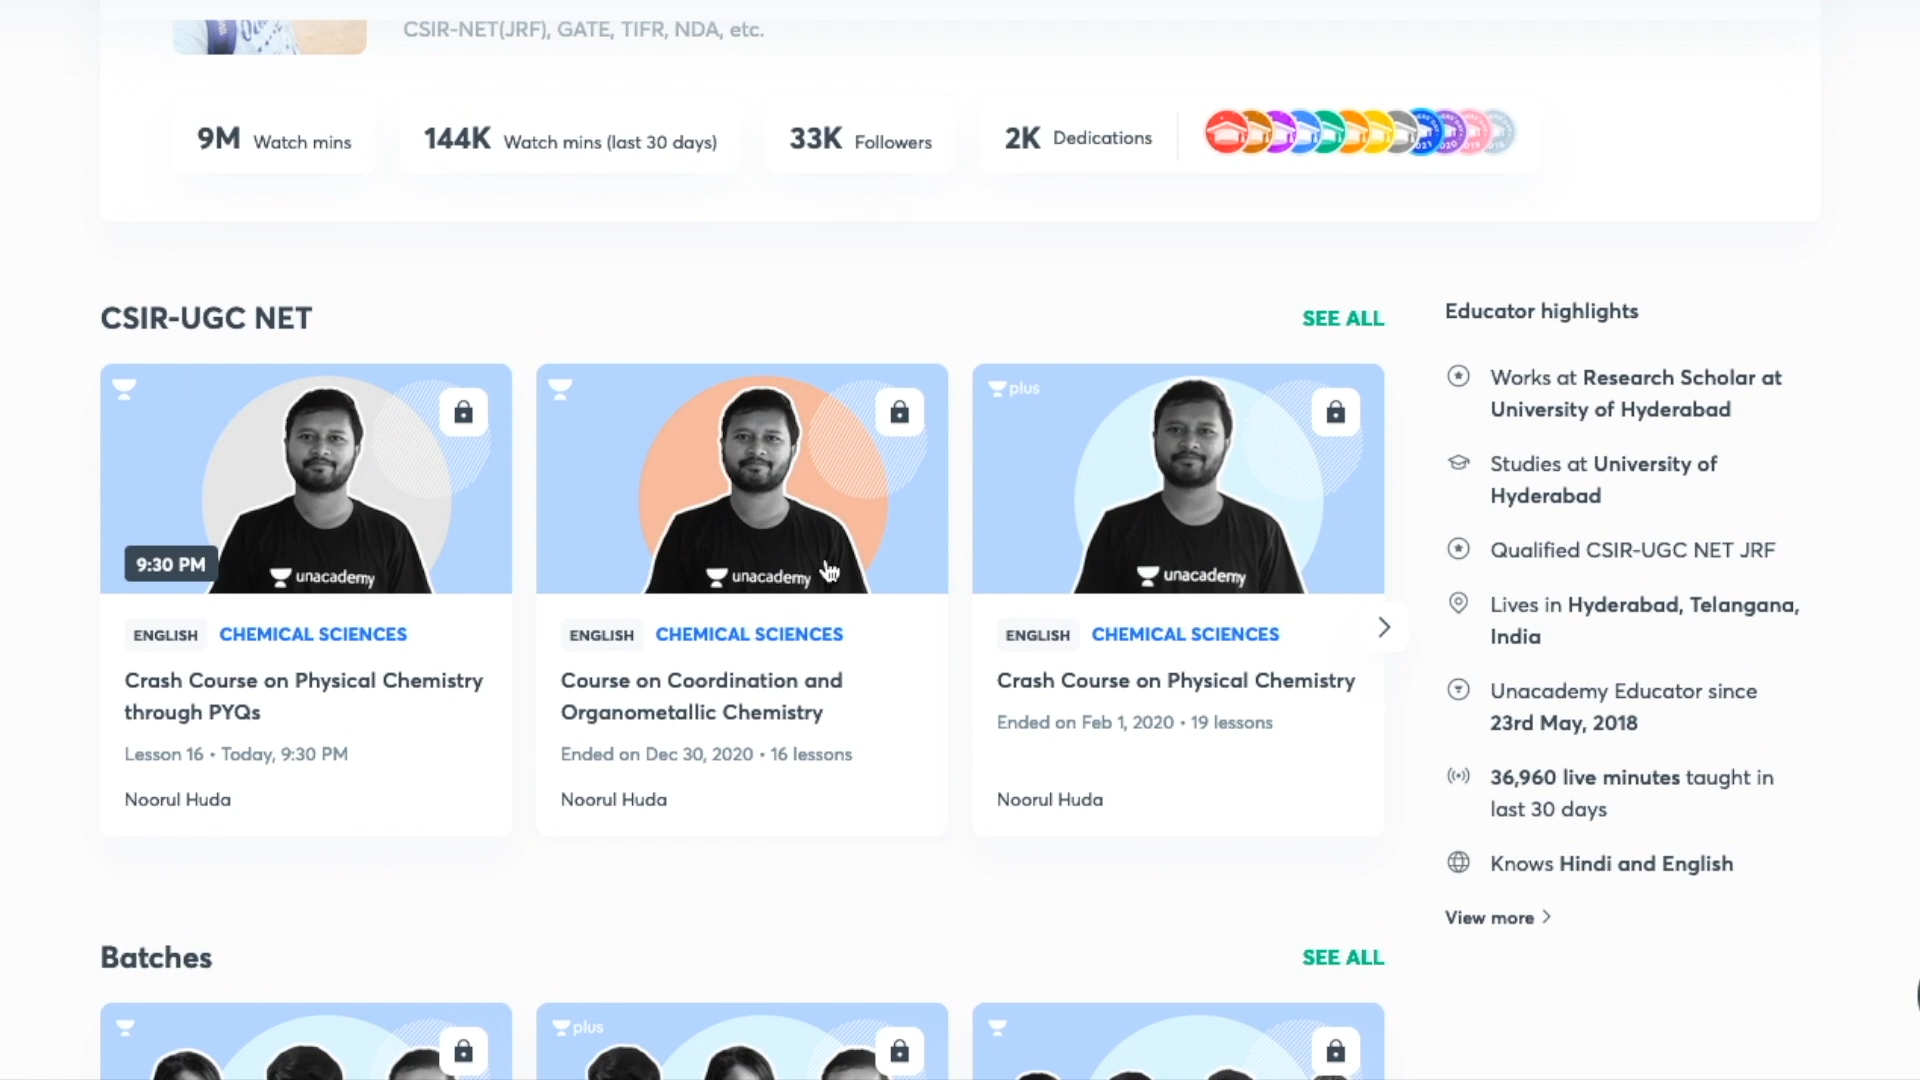 CSIR-NET(JRF), GATE, TIFR, NDA, etc.
9M Watch mins
144K Watch mins (last 30 days)
33K Followers
2K Dedications
CSIR-UGC NET
SEE ALL
9:30 PM
unacademy
ENGLISH CHEMICAL SCIENCES
Crash Course on Physical Chemistry
through PYQs
Lesson 16 • Today, 9:30 PM
Noorul Huda
unacademy
ENGLISH CHEMICAL SCIENCES
Course on Coordination and
Organometallic Chemistry
Ended on Dec 30, 2020 • 16 lessons
Noorul Huda
plus
unacademy
ENGLISH CHEMICAL SCIENCES
Crash Course on Physical Chemistry
Ended on Feb 1, 2020 • 19 lessons
Noorul Huda
Educator highlights
Works at Research Scholar at
University of Hyderabad
Studies at University of
Hyderabad
Qualified CSIR-UGC NET JRF
Lives in Hyderabad, Telangana,
India
Unacademy Educator since
23rd May, 2018
36,960 live minutes taught in
last 30 days
Knows Hindi and English
View more
Batches
SEE ALL
plus